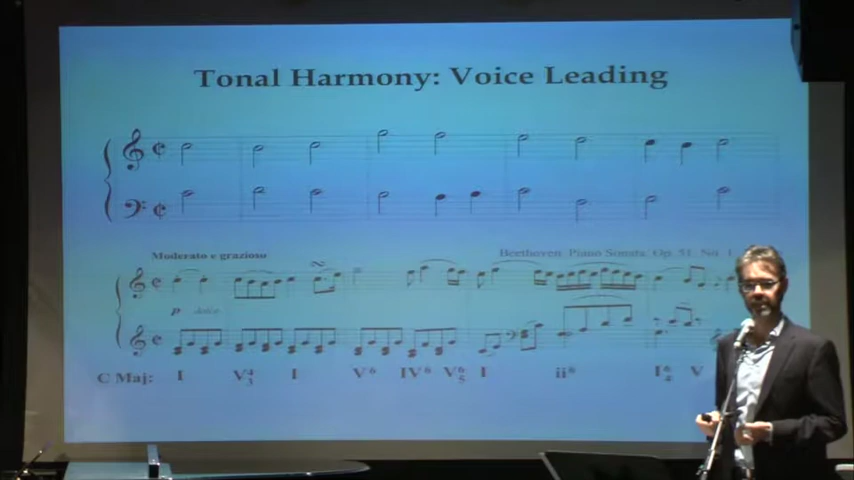 Tonal Harmony: Voice Leading
Moderato e grazioso
Beethoven, Piano Sonata, Op. 51, No. 1
p dolce
C Maj: I V4/3 I V6 IV6 V6/5 I ii6 I6/4 V